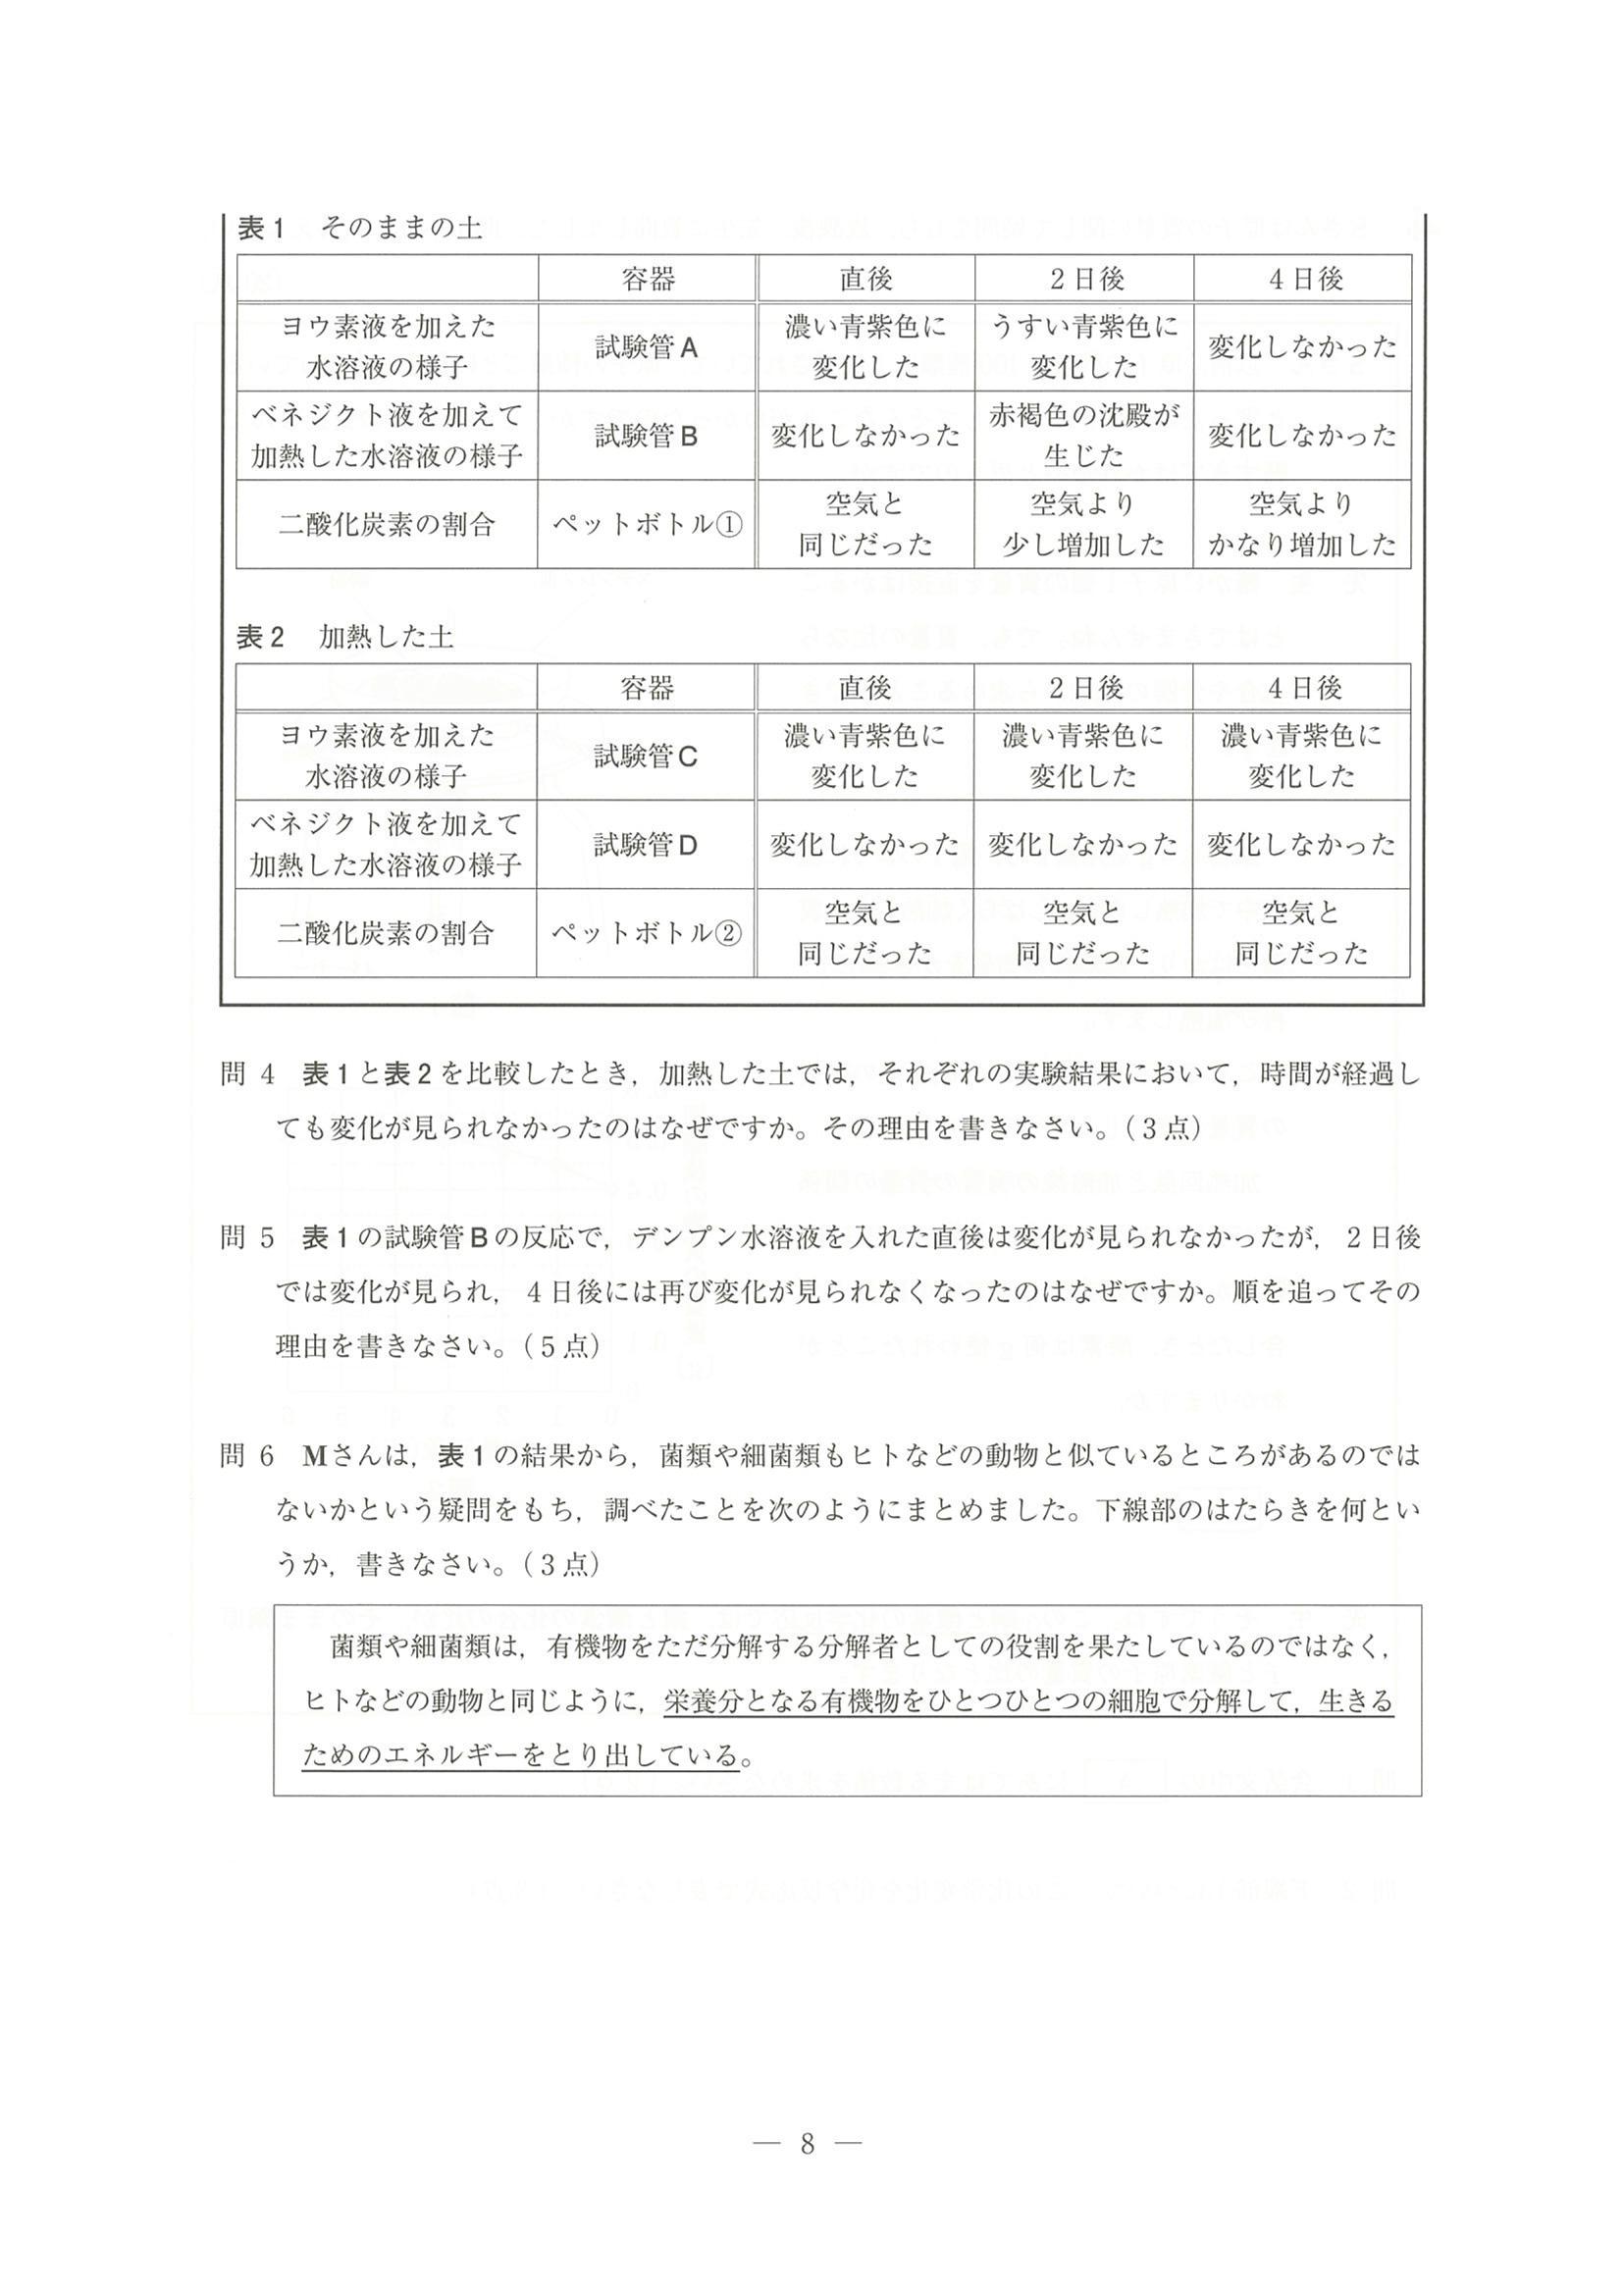 表1　そのままの土
容器　直後　2日後　4日後
ヨウ素液を加えた
水溶液の様子
試験管A
濃い青紫色に
変化した
うすい青紫色に
変化した
変化しなかった
ベネジクト液を加えて
加熱した水溶液の様子
試験管B
変化しなかった
赤褐色の沈殿が
生じた
変化しなかった
二酸化炭素の割合
ペットボトル①
空気と
同じだった
空気より
少し増加した
空気より
かなり増加した
表2　加熱した土
容器　直後　2日後　4日後
ヨウ素液を加えた
水溶液の様子
試験管C
濃い青紫色に
変化した
濃い青紫色に
変化した
濃い青紫色に
変化した
ベネジクト液を加えて
加熱した水溶液の様子
試験管D
変化しなかった
変化しなかった
変化しなかった
二酸化炭素の割合
ペットボトル②
空気と
同じだった
空気と
同じだった
空気と
同じだった
問4　表1と表2を比較したとき，加熱した土では，それぞれの実験結果において，時間が経過し
ても変化が見られなかったのはなぜですか。その理由を書きなさい。（3点）
問5　表1の試験管Bの反応で，デンプン水溶液を入れた直後は変化が見られなかったが，2日後
では変化が見られ，4日後には再び変化が見られなくなったのはなぜですか。順を追ってその
理由を書きなさい。（5点）
問6　Mさんは，表1の結果から，菌類や細菌類もヒトなどの動物と似ているところがあるのでは
ないかという疑問をもち，調べたことを次のようにまとめました。下線部のはたらきを何とい
うか，書きなさい。（3点）
菌類や細菌類は，有機物をただ分解する分解者としての役割を果たしているのではなく，
ヒトなどの動物と同じように，栄養分となる有機物をひとつひとつの細胞で分解して，生きる
ためのエネルギーをとり出している。
— 8 —